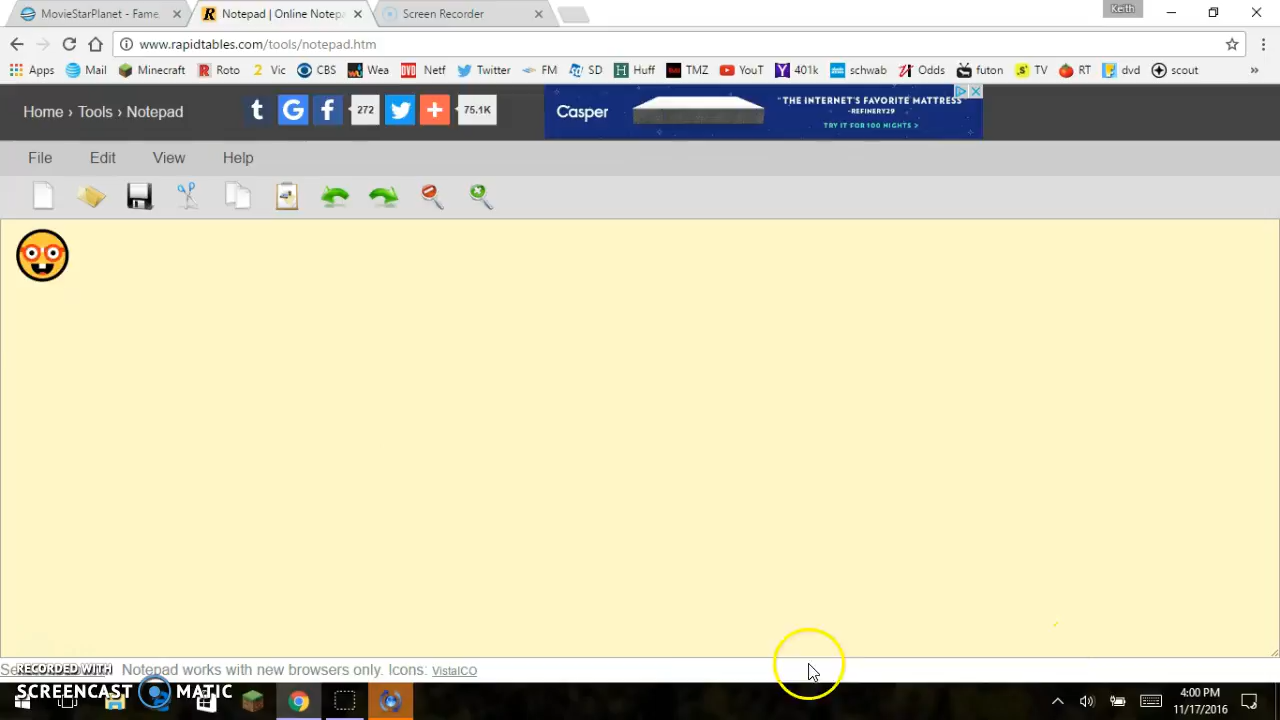 MovieStarPlanet - Fame,
Notepad | Online Notepa
Screen Recorder
Keith
www.rapidtables.com/tools/notepad.htm
Apps Mail Minecraft Roto Vic CBS Wea Netf Twitter FM SD Huff TMZ YouT 401k schwab Odds futon TV RT dvd scout »
Home › Tools › Notepad
272
75.1K
Casper
"THE INTERNET'S FAVORITE MATTRESS"
-REFINERY29
TRY IT FOR 100 NIGHTS >
File Edit View Help
Notepad works with new browsers only. Icons: VistaICO
RECORDED WITH
SCREENCAST MATIC
4:00 PM
11/17/2016